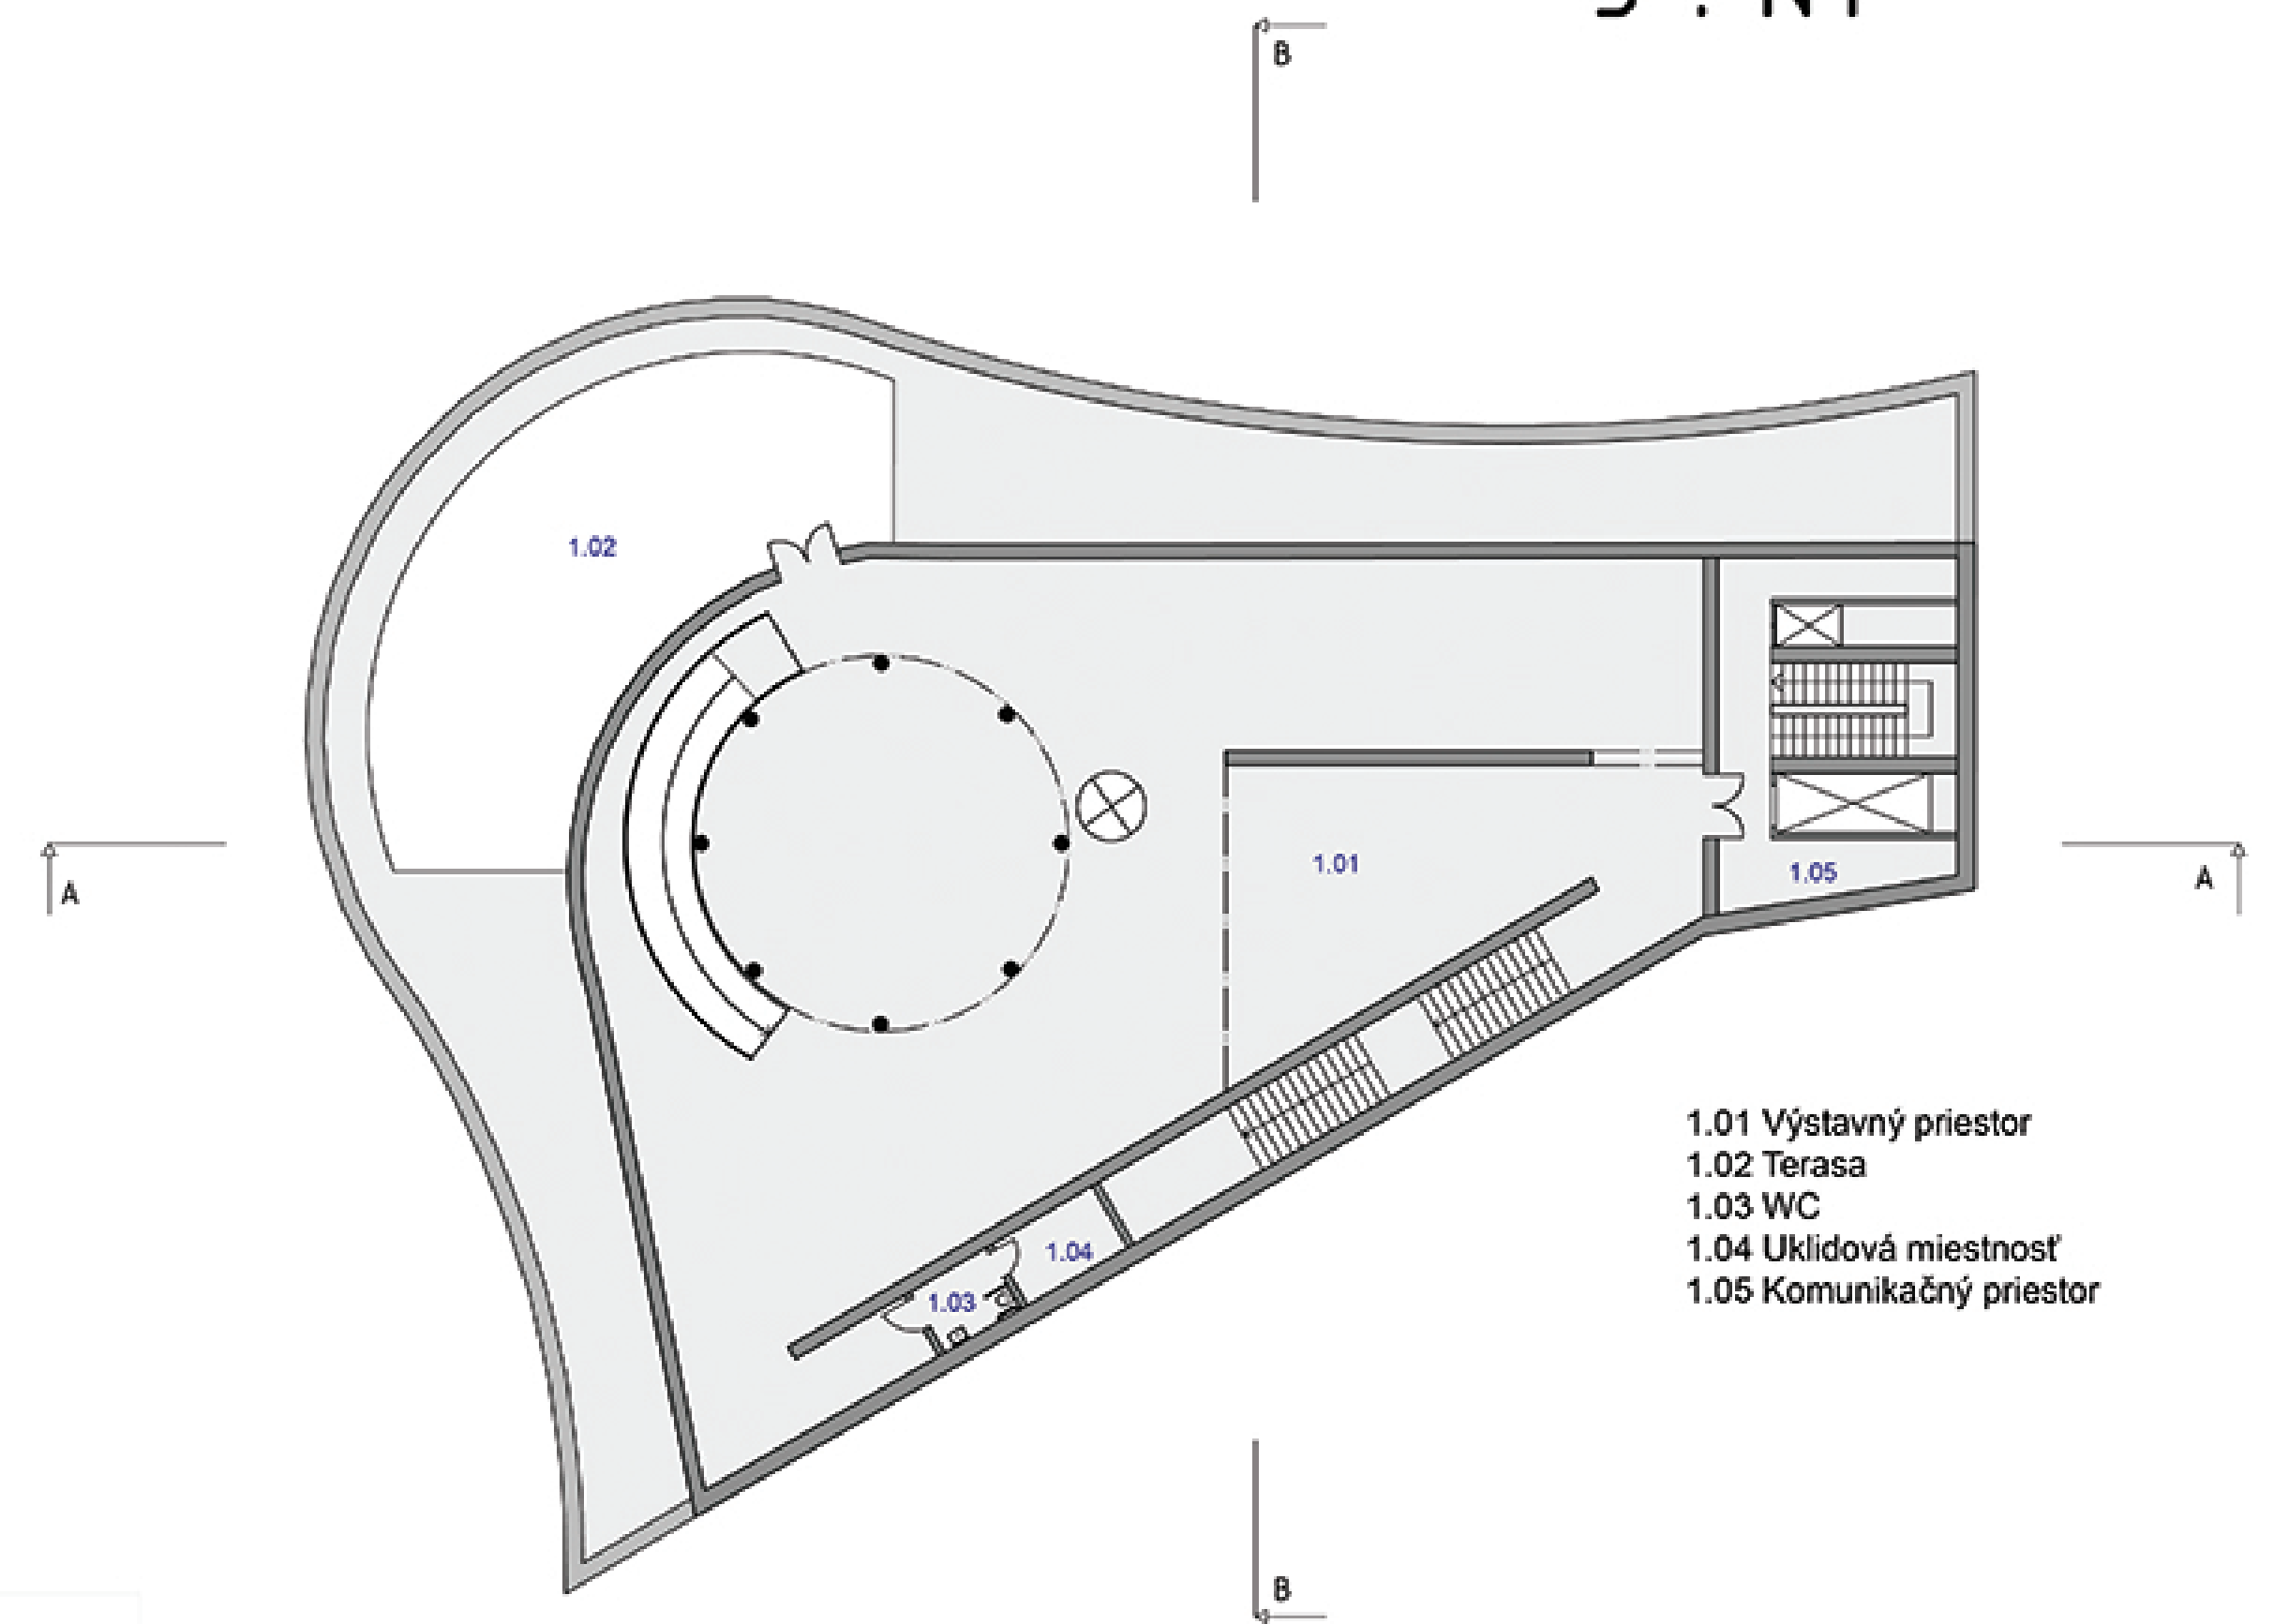 B
1.02
1.01
1.05
A
A
1.04
1.03
1.01 Výstavný priestor
1.02 Terasa
1.03 WC
1.04 Uklidová miestnosť
1.05 Komunikačný priestor
B